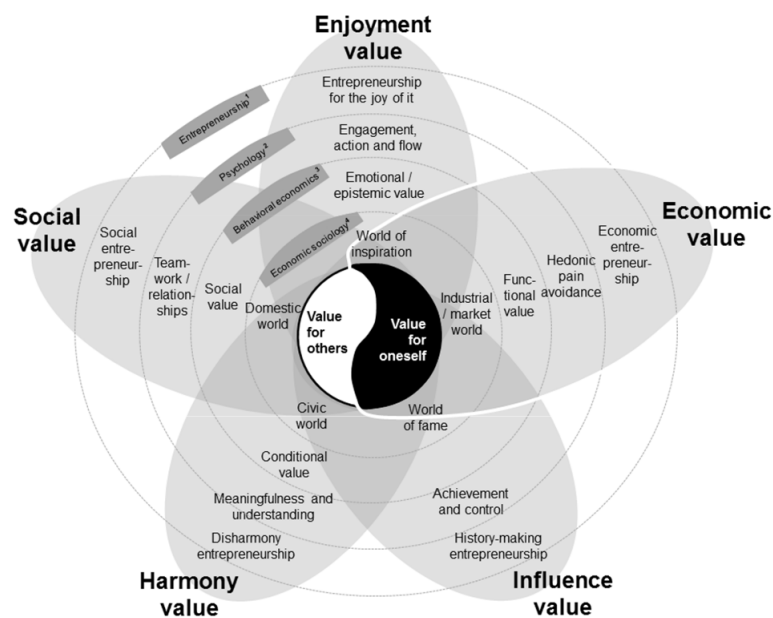 Enjoyment
value
Entrepreneurship
for the joy of it
Entrepreneurship¹
Engagement,
action and flow
Psychology²
Emotional /
epistemic value
Behavioral economics³
Economic sociology⁴
World of
inspiration
Social
value
Social
entre-
preneur-
ship
Team-
work /
relation-
ships
Social
value
Domestic
world
Value
for
others
Value
for
oneself
Industrial
/ market
world
Func-
tional
value
Hedonic
pain
avoidance
Economic
entre-
preneur-
ship
Economic
value
Civic
world
World
of fame
Conditional
value
Meaningfulness and
understanding
Achievement
and control
Disharmony
entrepreneurship
History-making
entrepreneurship
Harmony
value
Influence
value